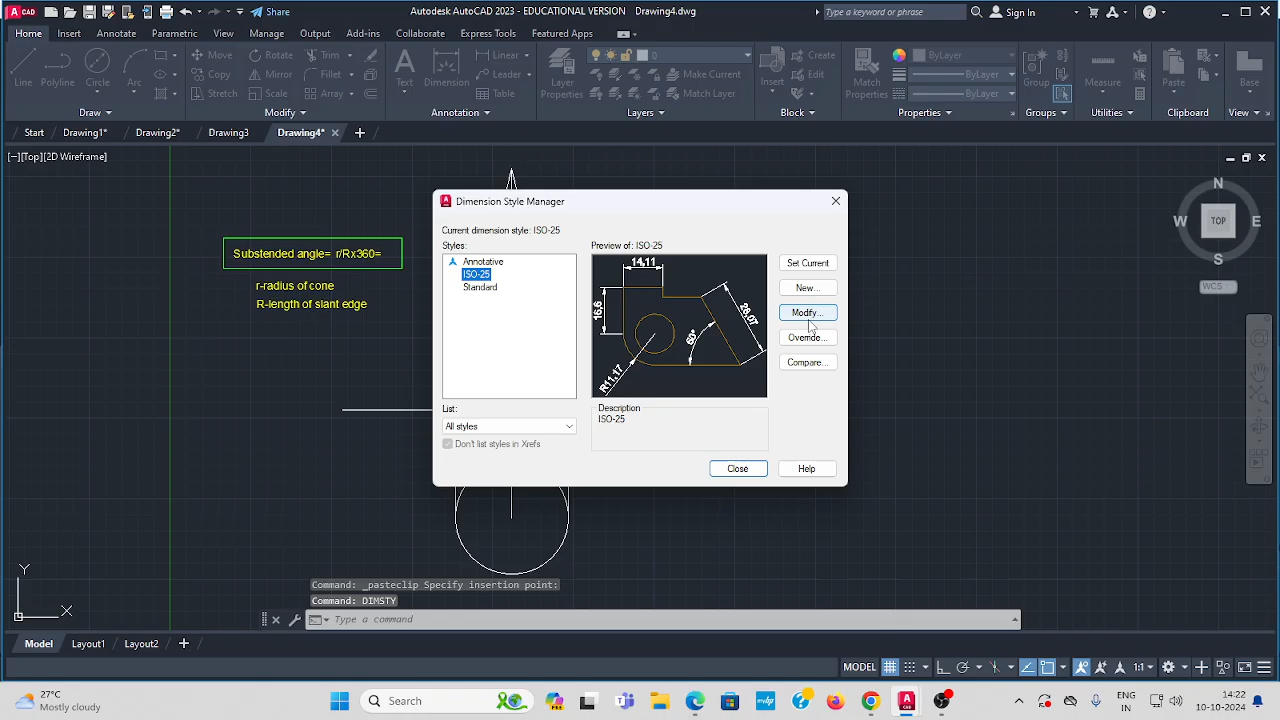 CAD Share Autodesk AutoCAD 2023 - EDUCATIONAL VERSION Drawing4.dwg Type a keyword or phrase Sign In
Home Insert Annotate Parametric View Manage Output Add-ins Collaborate Express Tools Featured Apps
Line Polyline Circle Arc Move Rotate Trim Text Dimension Linear Layer Properties 0 Insert Create Match Properties ByLayer Group Measure Paste Base
Copy Mirror Fillet Leader Make Current Edit ByLayer
Stretch Scale Array Table Match Layer ByLayer
Draw Modify Annotation Layers Block Properties Groups Utilities Clipboard View
Start Drawing1* Drawing2* Drawing3 Drawing4*
[−][Top][2D Wireframe]
N
W TOP E
S
WCS
Substended angle= r/Rx360=
r-radius of cone
R-length of slant edge
Dimension Style Manager
Current dimension style: ISO-25
Styles: Preview of: ISO-25
Annotative
ISO-25
Standard
14,11
16,6
28,07
60°
R11,17
Set Current
New...
Modify...
Override...
Compare...
List:
All styles
Don't list styles in Xrefs
Description
ISO-25
Close Help
Command: _pasteclip Specify insertion point:
Command: DIMSTY
Type a command
Y
X
Model Layout1 Layout2
MODEL 1:1
27°C
Mostly cloudy
Search
ENG
IN
14:22
10-10-2024